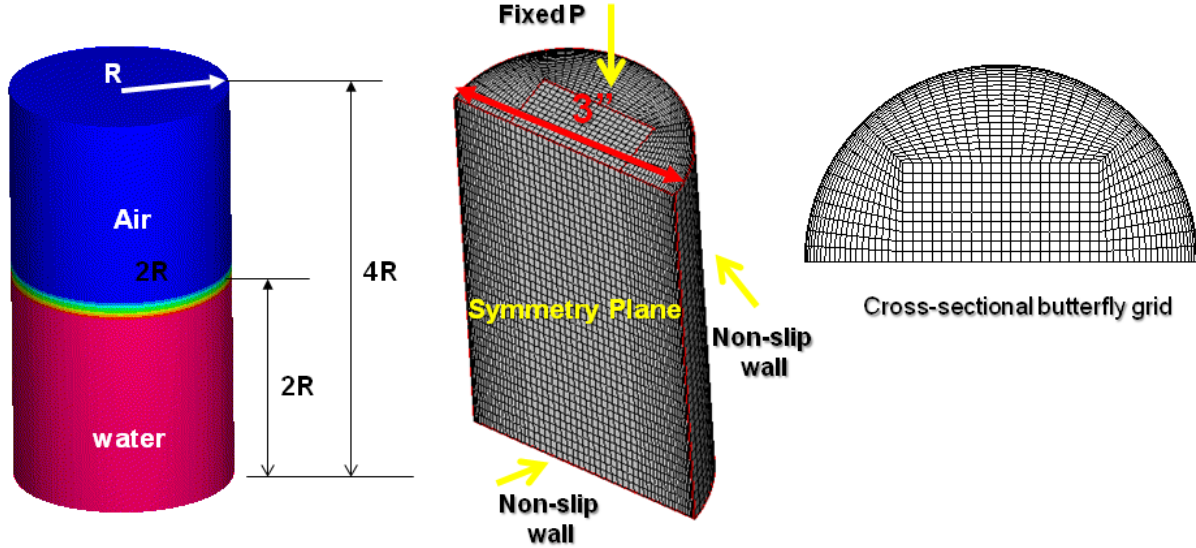 R
Air
2R
water
4R
2R
Fixed P
3”
Symmetry Plane
Non-slip
wall
Non-slip
wall
Cross-sectional butterfly grid